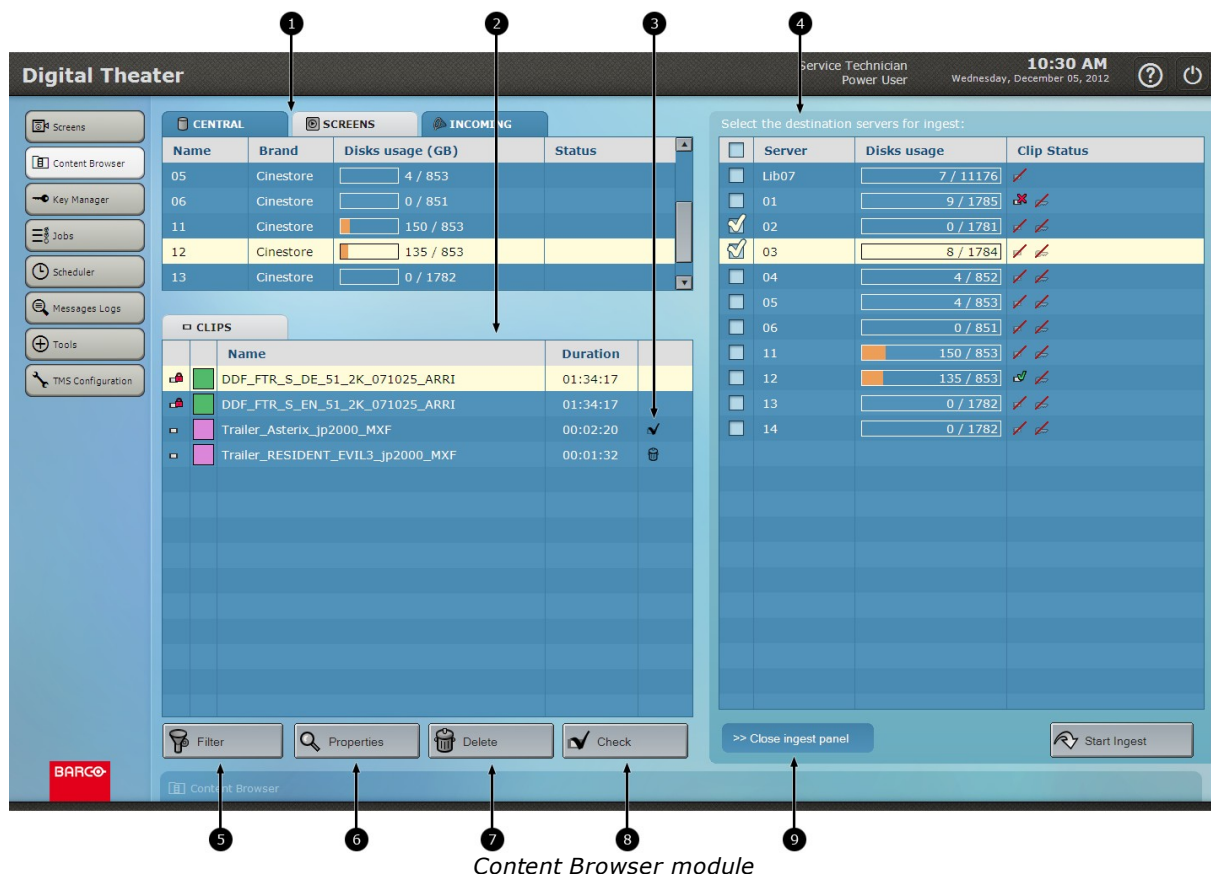 1 2 3 4
Digital Theater
Service Technician
Power User
10:30 AM
Wednesday, December 05, 2012
Screens
Content Browser
Key Manager
Jobs
Scheduler
Messages Logs
Tools
TMS Configuration
CENTRAL SCREENS INCOMING
Name Brand Disks usage (GB) Status
05 Cinestore 4 / 853
06 Cinestore 0 / 851
11 Cinestore 150 / 853
12 Cinestore 135 / 853
13 Cinestore 0 / 1782
CLIPS
Name Duration
DDF_FTR_S_DE_51_2K_071025_ARRI 01:34:17
DDF_FTR_S_EN_51_2K_071025_ARRI 01:34:17
Trailer_Asterix_jp2000_MXF 00:02:20
Trailer_RESIDENT_EVIL3_jp2000_MXF 00:01:32
Filter Properties Delete Check
Select the destination servers for ingest:
Server Disks usage Clip Status
Lib07 7 / 11176
01 9 / 1785
02 0 / 1781
03 8 / 1784
04 4 / 852
05 4 / 853
06 0 / 851
11 150 / 853
12 135 / 853
13 0 / 1782
14 0 / 1782
>> Close ingest panel
Start Ingest
BARCO
Content Browser
5 6 7 8 9
Content Browser module